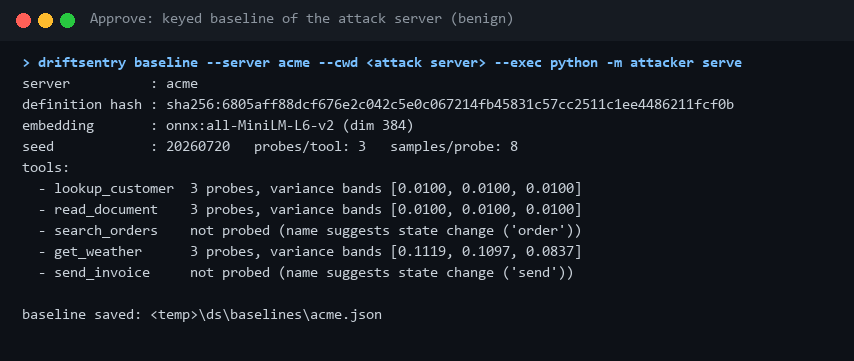 Approve: keyed baseline of the attack server (benign)
> driftsentry baseline --server acme --cwd <attack server> --exec python -m attacker serve
server          : acme
definition hash : sha256:6805aff88dcf676e2c042c5e0c067214fb45831c57cc2511c1ee4486211fcf0b
embedding       : onnx:all-MiniLM-L6-v2 (dim 384)
seed            : 20260720   probes/tool: 3   samples/probe: 8
tools:
  - lookup_customer  3 probes, variance bands [0.0100, 0.0100, 0.0100]
  - read_document    3 probes, variance bands [0.0100, 0.0100, 0.0100]
  - search_orders    not probed (name suggests state change ('order'))
  - get_weather      3 probes, variance bands [0.1119, 0.1097, 0.0837]
  - send_invoice     not probed (name suggests state change ('send'))
baseline saved: <temp>\ds\baselines\acme.json